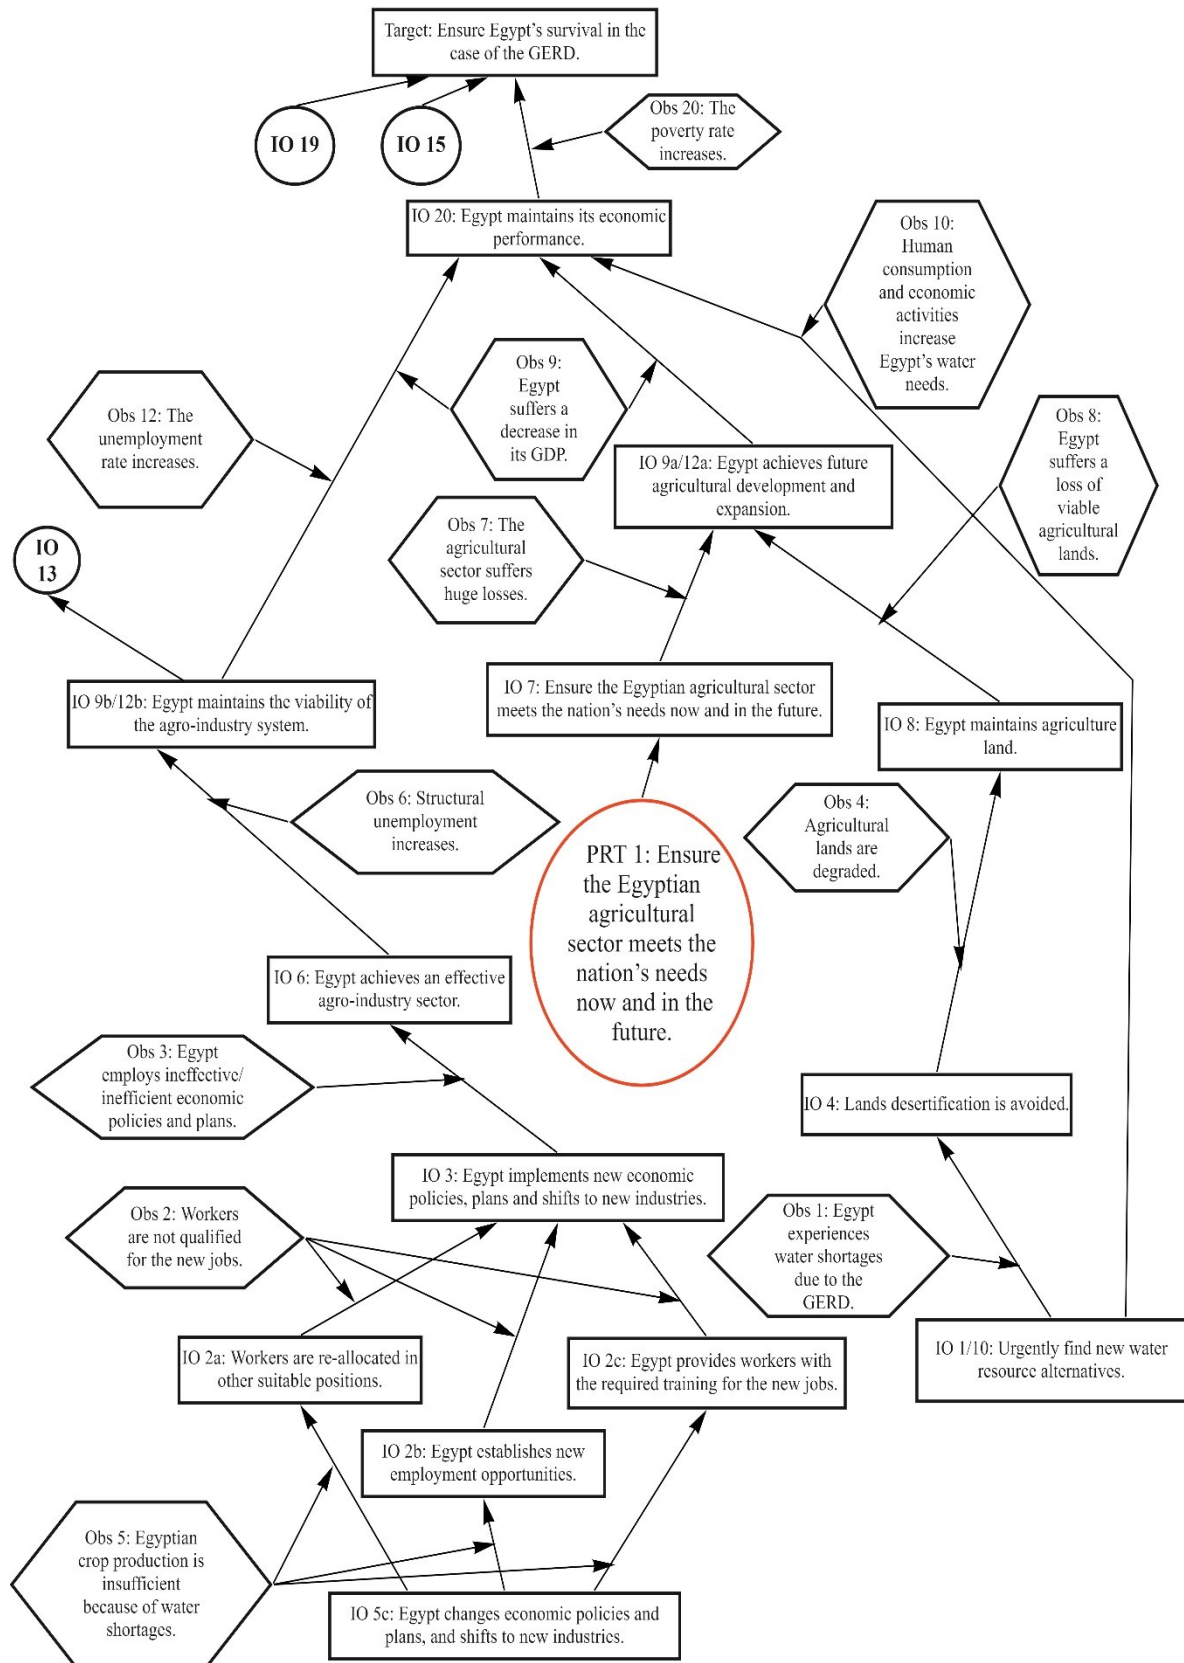 Target: Ensure Egypt's survival in the
case of the GERD.
IO 19
IO 15
Obs 20: The
poverty rate
increases.
IO 20: Egypt maintains its economic
performance.
Obs 10:
Human
consumption
and economic
activities
increase
Egypt's water
needs.
Obs 9:
Egypt
suffers a
decrease in
its GDP.
Obs 12: The
unemployment
rate increases.
Obs 8:
Egypt
suffers a
loss of
viable
agricultural
lands.
IO 9a/12a: Egypt achieves future
agricultural development and
expansion.
Obs 7: The
agricultural
sector suffers
huge losses.
IO
13
IO 9b/12b: Egypt maintains the viability of
the agro-industry system.
IO 7: Ensure the Egyptian agricultural sector
meets the nation's needs now and in the future.
IO 8: Egypt maintains agriculture
land.
Obs 6: Structural
unemployment
increases.
Obs 4:
Agricultural
lands are
degraded.
PRT 1: Ensure
the Egyptian
agricultural
sector meets the
nation's needs
now and in the
future.
IO 6: Egypt achieves an effective
agro-industry sector.
Obs 3: Egypt
employs ineffective/
inefficient economic
policies and plans.
IO 4: Lands desertification is avoided.
IO 3: Egypt implements new economic
policies, plans and shifts to new industries.
Obs 2: Workers
are not qualified
for the new jobs.
Obs 1: Egypt
experiences
water shortages
due to the
GERD.
IO 2a: Workers are re-allocated in
other suitable positions.
IO 2c: Egypt provides workers with
the required training for the new jobs.
IO 1/10: Urgently find new water
resource alternatives.
IO 2b: Egypt establishes new
employment opportunities.
Obs 5: Egyptian
crop production is
insufficient
because of water
shortages.
IO 5c: Egypt changes economic policies and
plans, and shifts to new industries.